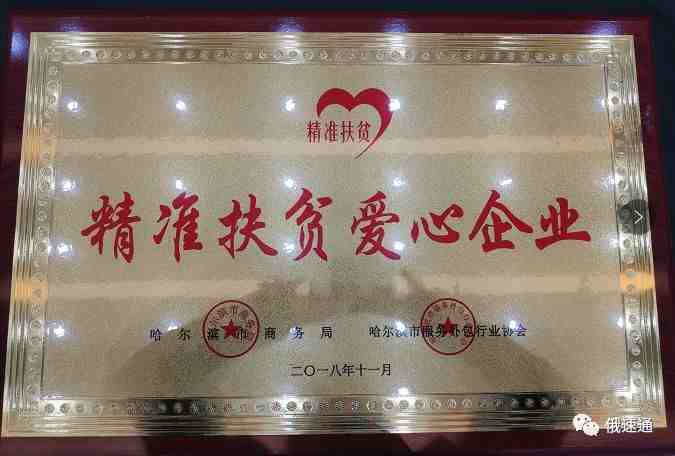 精准扶贫
精准扶贫爱心企业
哈尔滨市商务局 哈尔滨市服务外包行业协会
二〇一八年十一月
俄速通